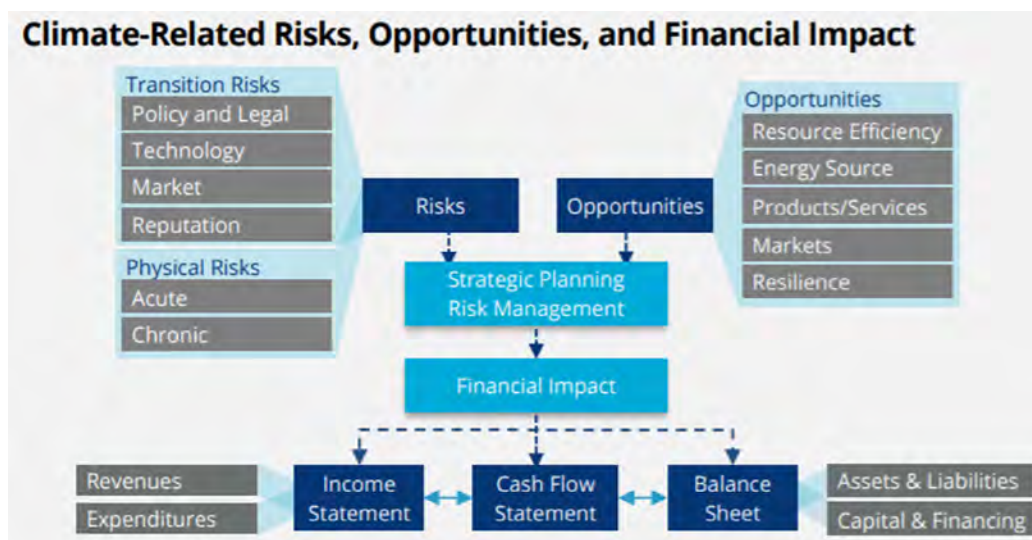 Climate-Related Risks, Opportunities, and Financial Impact
Transition Risks
Policy and Legal
Technology
Market
Reputation
Physical Risks
Acute
Chronic
Risks
Opportunities
Opportunities
Resource Efficiency
Energy Source
Products/Services
Markets
Resilience
Strategic Planning
Risk Management
Financial Impact
Revenues
Expenditures
Income
Statement
Cash Flow
Statement
Balance
Sheet
Assets & Liabilities
Capital & Financing